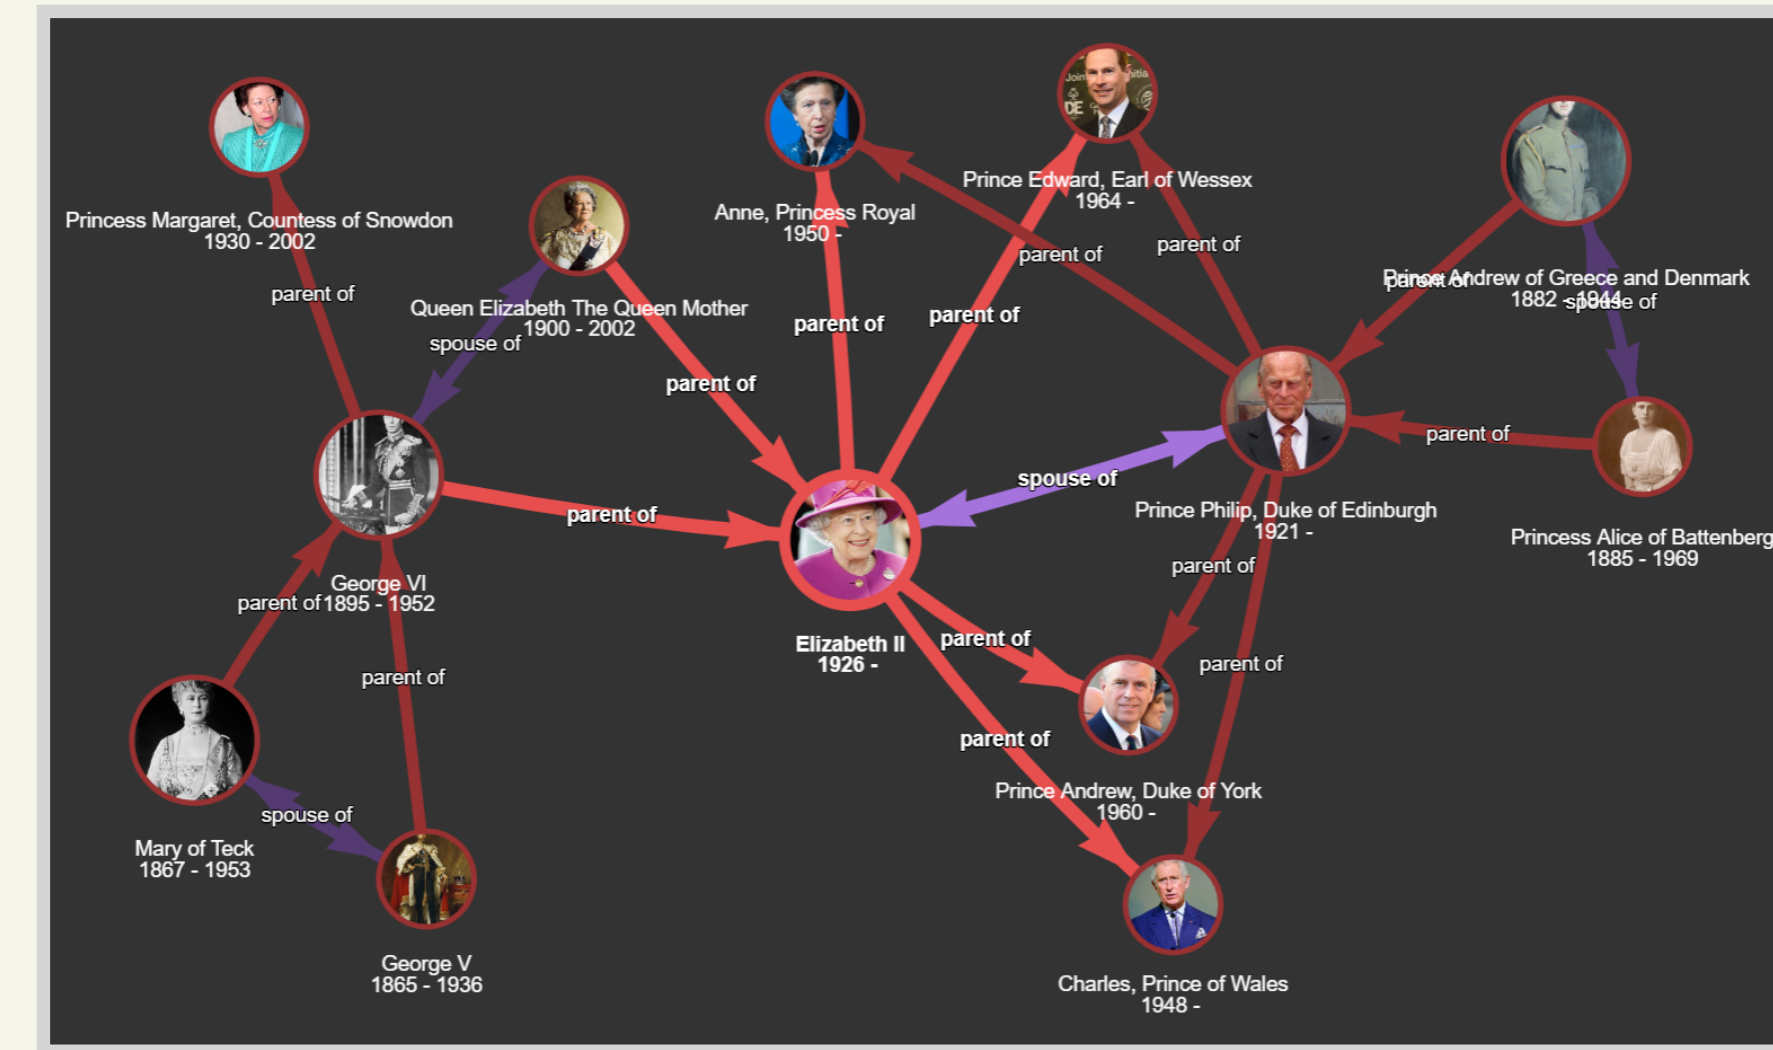 Princess Margaret, Countess of Snowdon
1930 - 2002
parent of
Queen Elizabeth The Queen Mother
1900 - 2002
spouse of
parent of
Anne, Princess Royal
1950 -
parent of
Prince Edward, Earl of Wessex
1964 -
parent of
parent of
parent of
Prince Andrew of Greece and Denmark
1882 - 1944
parent of
spouse of
parent of
Princess Alice of Battenberg
1885 - 1969
spouse of
Prince Philip, Duke of Edinburgh
1921 -
parent of
George VI
1895 - 1952
parent of
parent of
parent of
Mary of Teck
1867 - 1953
spouse of
George V
1865 - 1936
Elizabeth II
1926 -
parent of
parent of
parent of
Prince Andrew, Duke of York
1960 -
Charles, Prince of Wales
1948 -
Join
DE